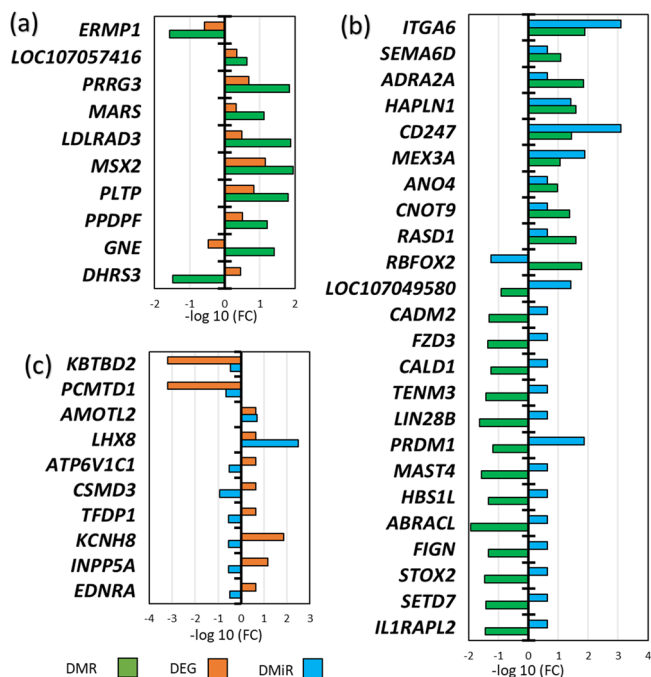 (a)
ERMP1
LOC107057416
PRRG3
MARS
LDLRAD3
MSX2
PLTP
PPDPF
GNE
DHRS3
-2 -1 0 1 2
-log 10 (FC)
(b)
ITGA6
SEMA6D
ADRA2A
HAPLN1
CD247
MEX3A
ANO4
CNOT9
RASD1
RBFOX2
LOC107049580
CADM2
FZD3
CALD1
TENM3
LIN28B
PRDM1
MAST4
HBS1L
ABRACL
FIGN
STOX2
SETD7
IL1RAPL2
-2 -1 0 1 2 3 4
-log 10 (FC)
(c)
KBTBD2
PCMTD1
AMOTL2
LHX8
ATP6V1C1
CSMD3
TFDP1
KCNH8
INPP5A
EDNRA
-4 -3 -2 -1 0 1 2 3
-log 10 (FC)
DMR DEG DMiR